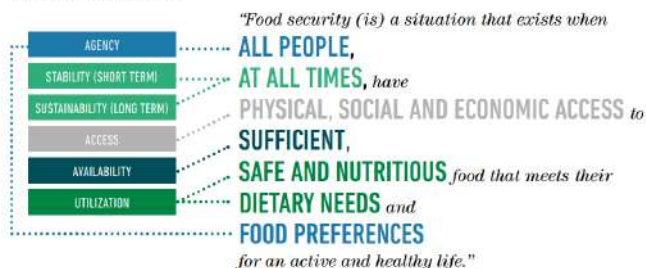 "Food security (is) a situation that exists when
AGENCY
ALL PEOPLE,
STABILITY (SHORT TERM)
AT ALL TIMES, have
SUSTAINABILITY (LONG TERM)
PHYSICAL, SOCIAL AND ECONOMIC ACCESS to
ACCESS
SUFFICIENT,
AVAILABILITY
SAFE AND NUTRITIOUS food that meets their
UTILIZATION
DIETARY NEEDS and
FOOD PREFERENCES
for an active and healthy life."